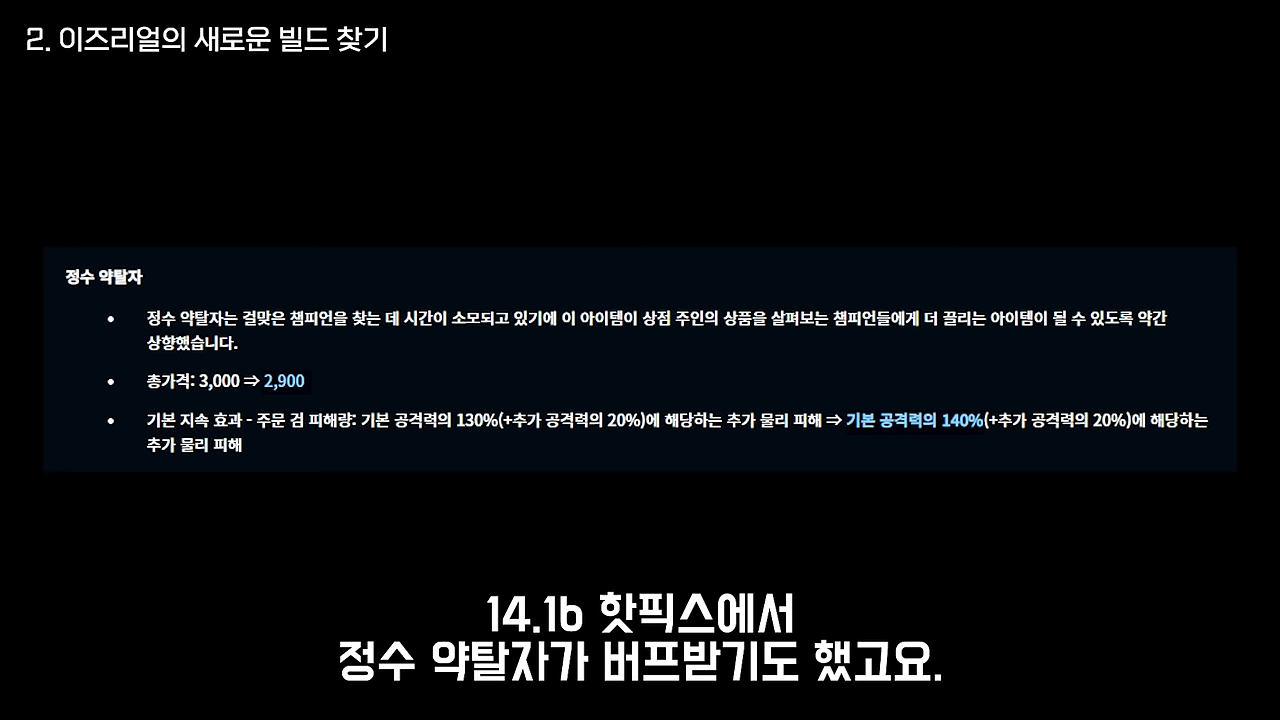 2. 이즈리얼의 새로운 빌드 찾기
정수 약탈자
• 정수 약탈자는 걸맞은 챔피언을 찾는 데 시간이 소모되고 있기에 이 아이템이 상점 주인의 상품을 살펴보는 챔피언들에게 더 끌리는 아이템이 될 수 있도록 약간
상향했습니다.
• 총가격: 3,000 ⇒ 2,900
• 기본 지속 효과 - 주문 검 피해량: 기본 공격력의 130%(+추가 공격력의 20%)에 해당하는 추가 물리 피해 ⇒ 기본 공격력의 140%(+추가 공격력의 20%)에 해당하는
추가 물리 피해
14.1b 핫픽스에서
정수 약탈자가 버프받기도 했고요.